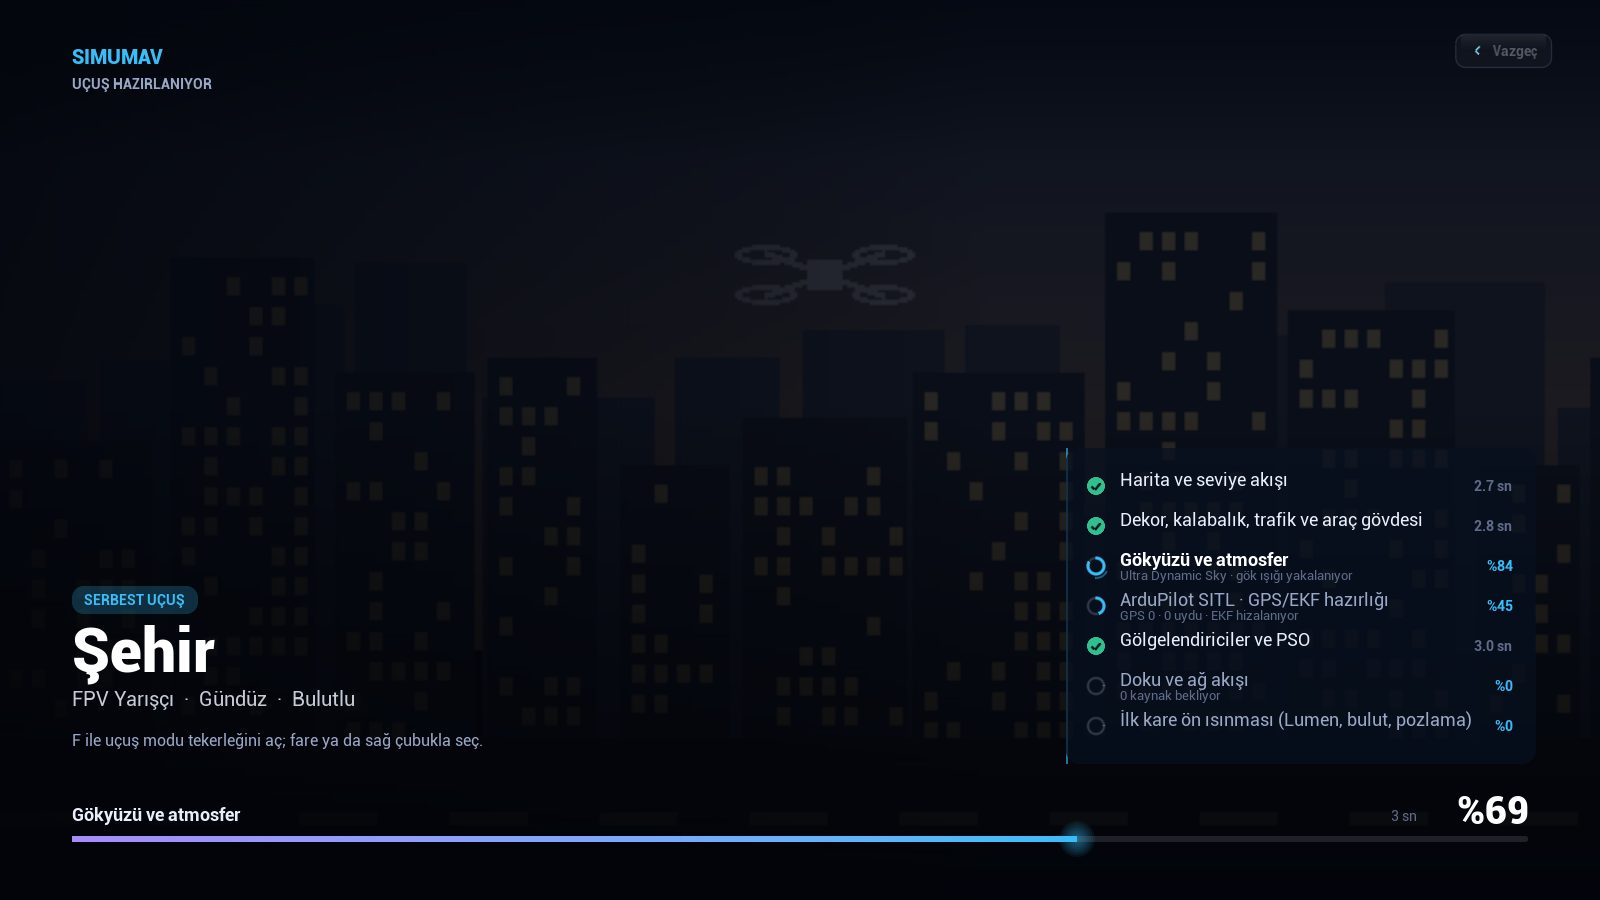 SIMUMAV
UÇUŞ HAZIRLANIYOR
Vazgeç
Harita ve seviye akışı 2.7 sn
Dekor, kalabalık, trafik ve araç gövdesi 2.8 sn
Gökyüzü ve atmosfer %84
Ultra Dynamic Sky · gök ışığı yakalanıyor
ArduPilot SITL · GPS/EKF hazırlığı %45
GPS 0 · 0 uydu · EKF hizalanıyor
Gölgelendiriciler ve PSO 3.0 sn
Doku ve ağ akışı %0
0 kaynak bekliyor
İlk kare ön ısınması (Lumen, bulut, pozlama) %0
SERBEST UÇUŞ
Şehir
FPV Yarışçı · Gündüz · Bulutlu
F ile uçuş modu tekerleğini aç; fare ya da sağ çubukla seç.
Gökyüzü ve atmosfer 3 sn %69